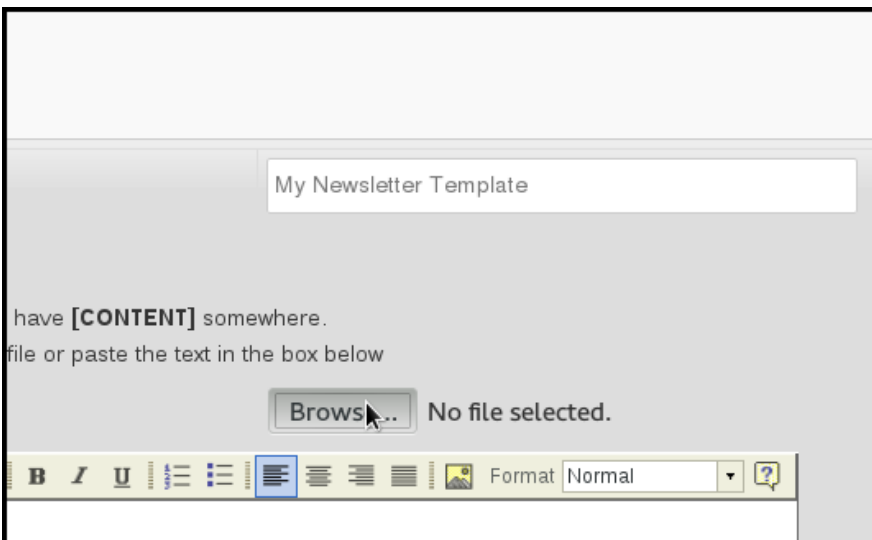 My Newsletter Template
have [CONTENT] somewhere.
file or paste the text in the box below
Browse... No file selected.
B I U Format Normal